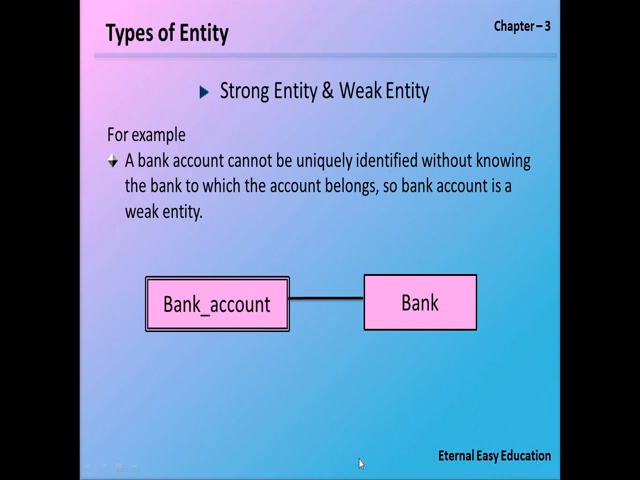 Types of Entity
Chapter – 3
Strong Entity & Weak Entity
For example
A bank account cannot be uniquely identified without knowing
the bank to which the account belongs, so bank account is a
weak entity.
Bank_account
Bank
Eternal Easy Education